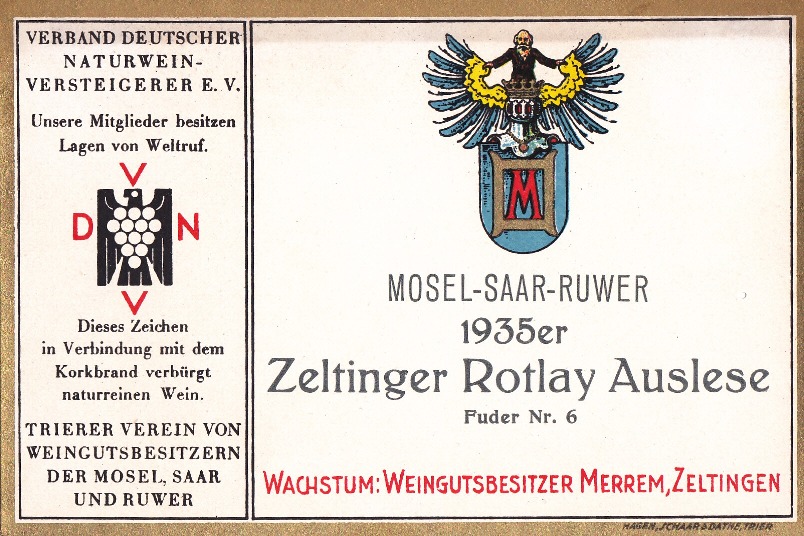 VERBAND DEUTSCHER
NATURWEIN-
VERSTEIGERER E. V.
Unsere Mitglieder besitzen
Lagen von Weltruf.
V
D N
V
Dieses Zeichen
in Verbindung mit dem
Korkbrand verbürgt
naturreinen Wein.
TRIERER VEREIN VON
WEINGUTSBESITZERN
DER MOSEL, SAAR
UND RUWER
M
MOSEL-SAAR-RUWER
1935er
Zeltinger Rotlay Auslese
Fuder Nr. 6
WACHSTUM: WEINGUTSBESITZER MERREM, ZELTINGEN
HAGEN, SCHAAR & DATHE, TRIER